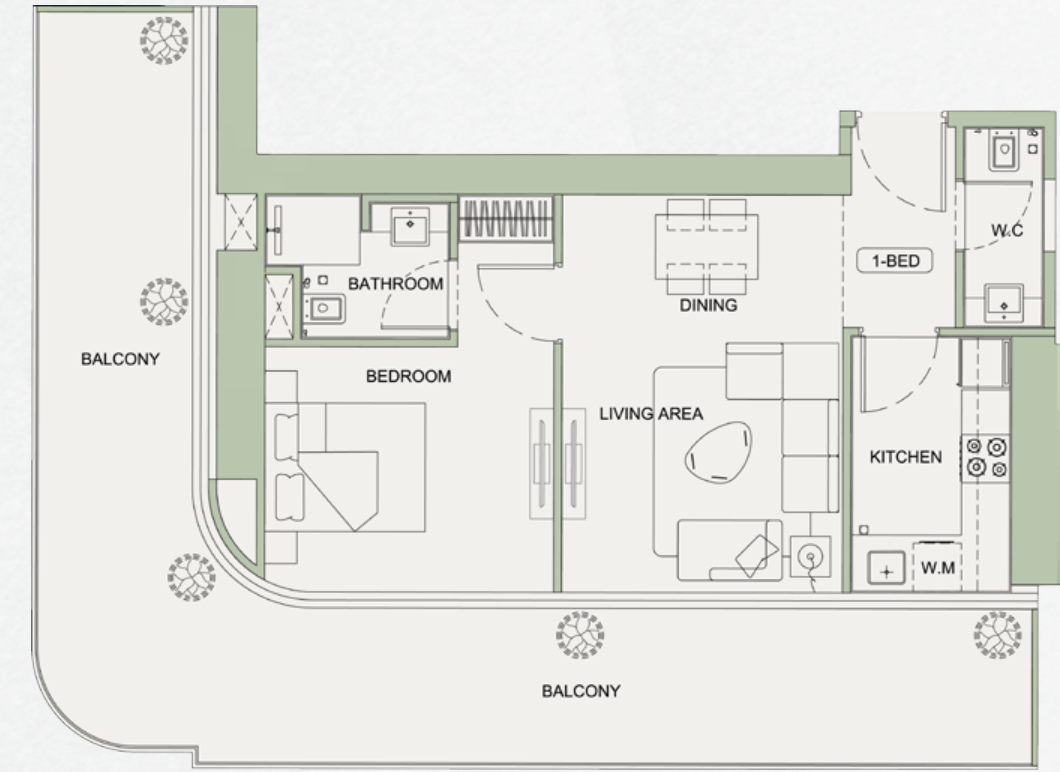 W.C
1-BED
BATHROOM
DINING
BALCONY
BEDROOM
LIVING AREA
KITCHEN
W.M
BALCONY